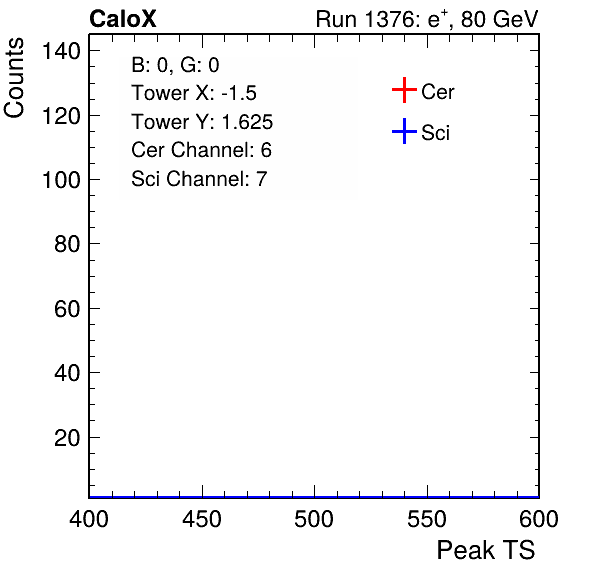 CaloX Run 1376: e⁺, 80 GeV
Counts
140
120
100
80
60
40
20
B: 0, G: 0
Tower X: -1.5
Tower Y: 1.625
Cer Channel: 6
Sci Channel: 7
Cer
Sci
400 450 500 550 600
Peak TS